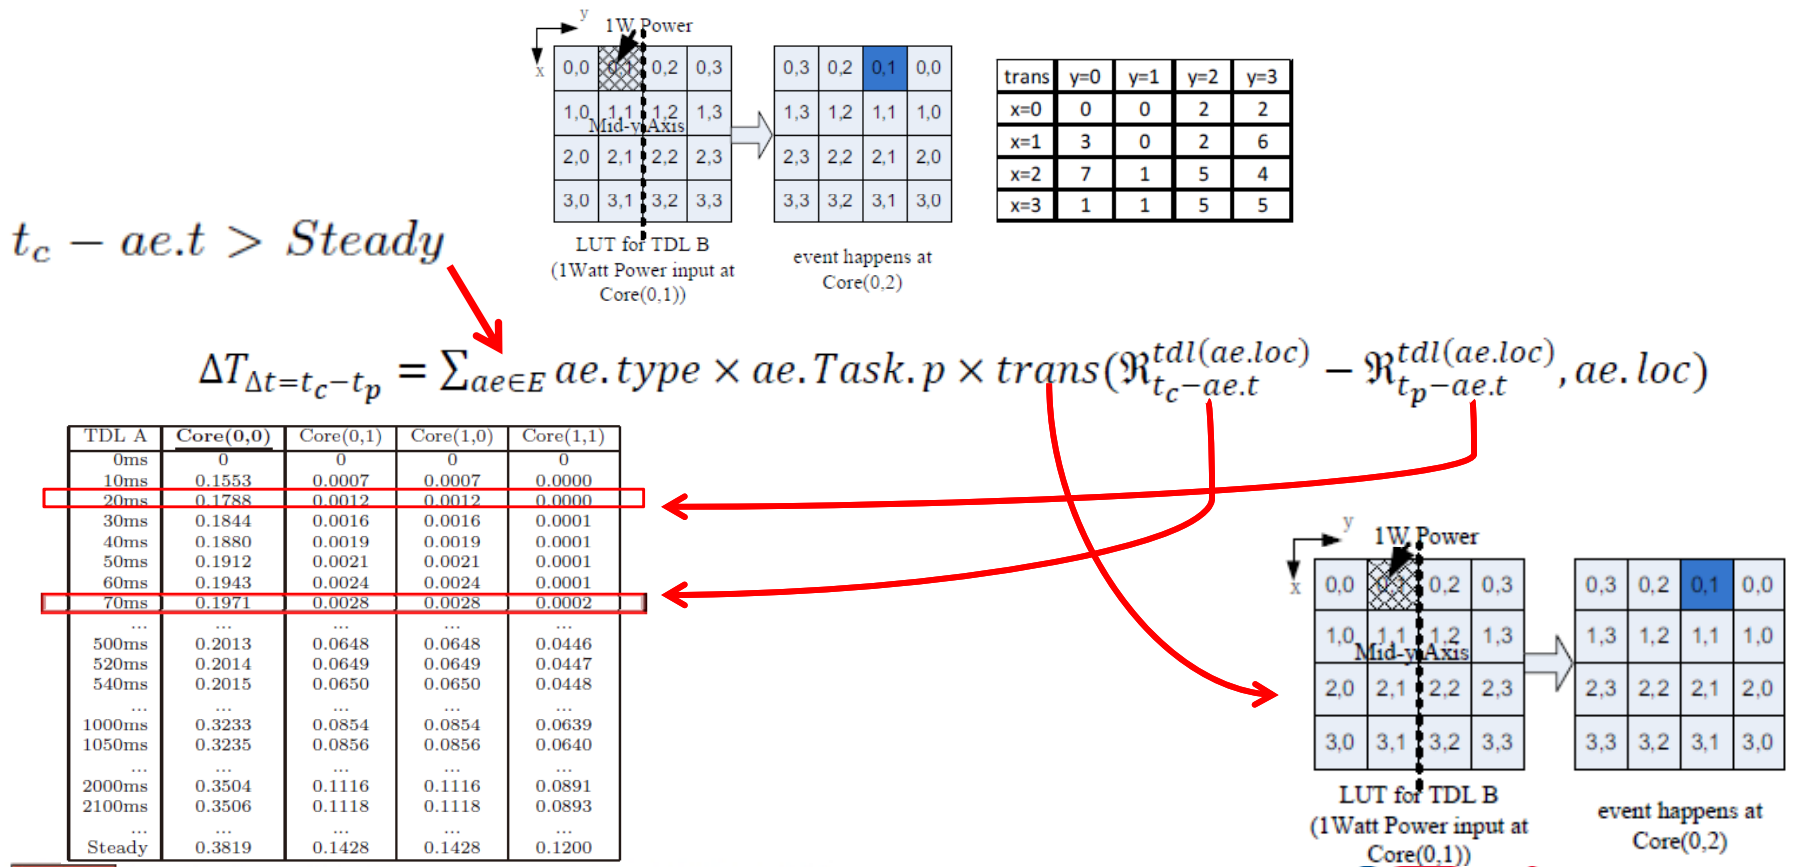 y
1W Power
x
0,0 0,1 0,2 0,3
1,0 1,1 1,2 1,3
Mid-y Axis
2,0 2,1 2,2 2,3
3,0 3,1 3,2 3,3
LUT for TDL B
(1Watt Power input at
Core(0,1))
0,3 0,2 0,1 0,0
1,3 1,2 1,1 1,0
2,3 2,2 2,1 2,0
3,3 3,2 3,1 3,0
event happens at
Core(0,2)
trans y=0 y=1 y=2 y=3
x=0 0 0 2 2
x=1 3 0 2 6
x=2 7 1 5 4
x=3 1 1 5 5
t_c − ae.t > Steady
ΔT_{Δt=t_c−t_p} = ∑_{ae∈E} ae.type × ae.Task.p × trans(ℜ^{tdl(ae.loc)}_{t_c−ae.t} − ℜ^{tdl(ae.loc)}_{t_p−ae.t}, ae.loc)
TDL A Core(0,0) Core(0,1) Core(1,0) Core(1,1)
0ms 0 0 0 0
10ms 0.1553 0.0007 0.0007 0.0000
20ms 0.1788 0.0012 0.0012 0.0000
30ms 0.1844 0.0016 0.0016 0.0001
40ms 0.1880 0.0019 0.0019 0.0001
50ms 0.1912 0.0021 0.0021 0.0001
60ms 0.1943 0.0024 0.0024 0.0001
70ms 0.1971 0.0028 0.0028 0.0002
... ... ... ... ...
500ms 0.2013 0.0648 0.0648 0.0446
520ms 0.2014 0.0649 0.0649 0.0447
540ms 0.2015 0.0650 0.0650 0.0448
... ... ... ... ...
1000ms 0.3233 0.0854 0.0854 0.0639
1050ms 0.3235 0.0856 0.0856 0.0640
... ... ... ... ...
2000ms 0.3504 0.1116 0.1116 0.0891
2100ms 0.3506 0.1118 0.1118 0.0893
... ... ... ... ...
Steady 0.3819 0.1428 0.1428 0.1200
y
1W Power
x
0,0 0,1 0,2 0,3
1,0 1,1 1,2 1,3
Mid-y Axis
2,0 2,1 2,2 2,3
3,0 3,1 3,2 3,3
LUT for TDL B
(1Watt Power input at
Core(0,1))
0,3 0,2 0,1 0,0
1,3 1,2 1,1 1,0
2,3 2,2 2,1 2,0
3,3 3,2 3,1 3,0
event happens at
Core(0,2)